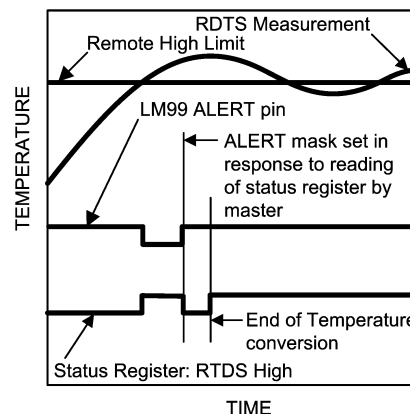 RDTS Measurement
Remote High Limit
LM99 ALERT pin
ALERT mask set in
response to reading
of status register by
master
TEMPERATURE
End of Temperature
conversion
Status Register: RTDS High
TIME